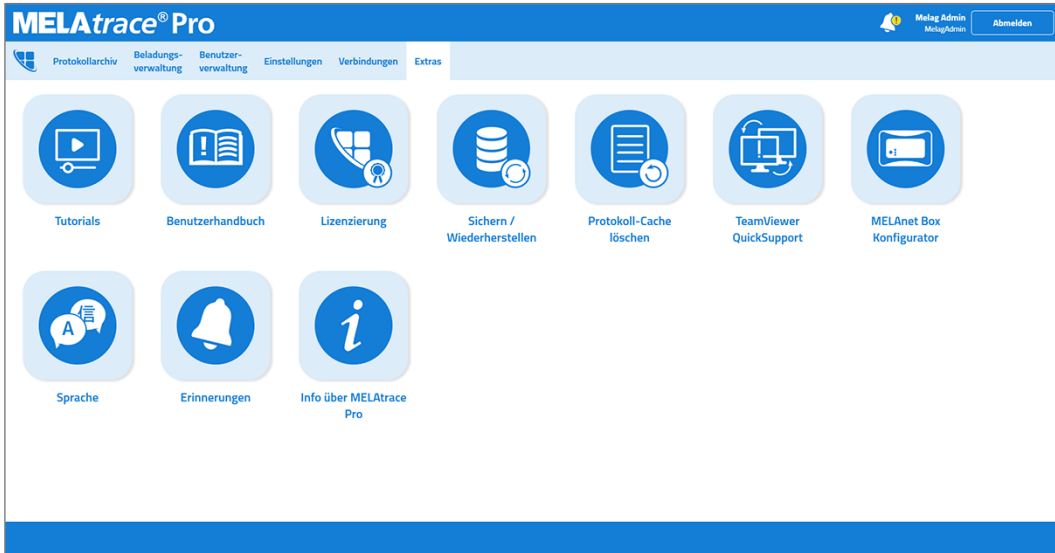 MELAtrace® Pro
Melag Admin
MelagAdmin
Abmelden
Protokollarchiv
Beladungs-
verwaltung
Benutzer-
verwaltung
Einstellungen
Verbindungen
Extras
Tutorials
Benutzerhandbuch
Lizenzierung
Sichern /
Wiederherstellen
Protokoll-Cache
löschen
TeamViewer
QuickSupport
MELAnet Box
Konfigurator
A
Sprache
Erinnerungen
Info über MELAtrace
Pro